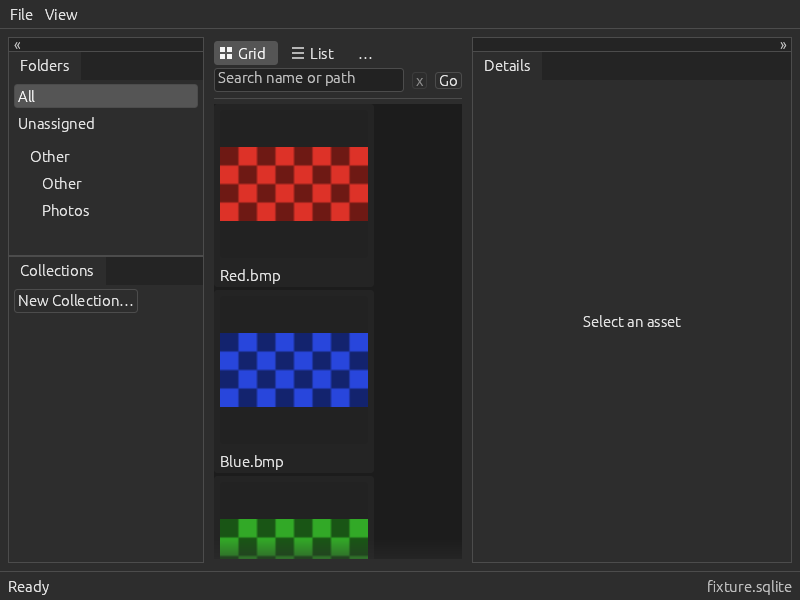 File View
«
Folders
All
Unassigned
Other
Other
Photos
Collections
New Collection...
Grid List ...
Search name or path x Go
Red.bmp
Blue.bmp
»
Details
Select an asset
Ready
fixture.sqlite